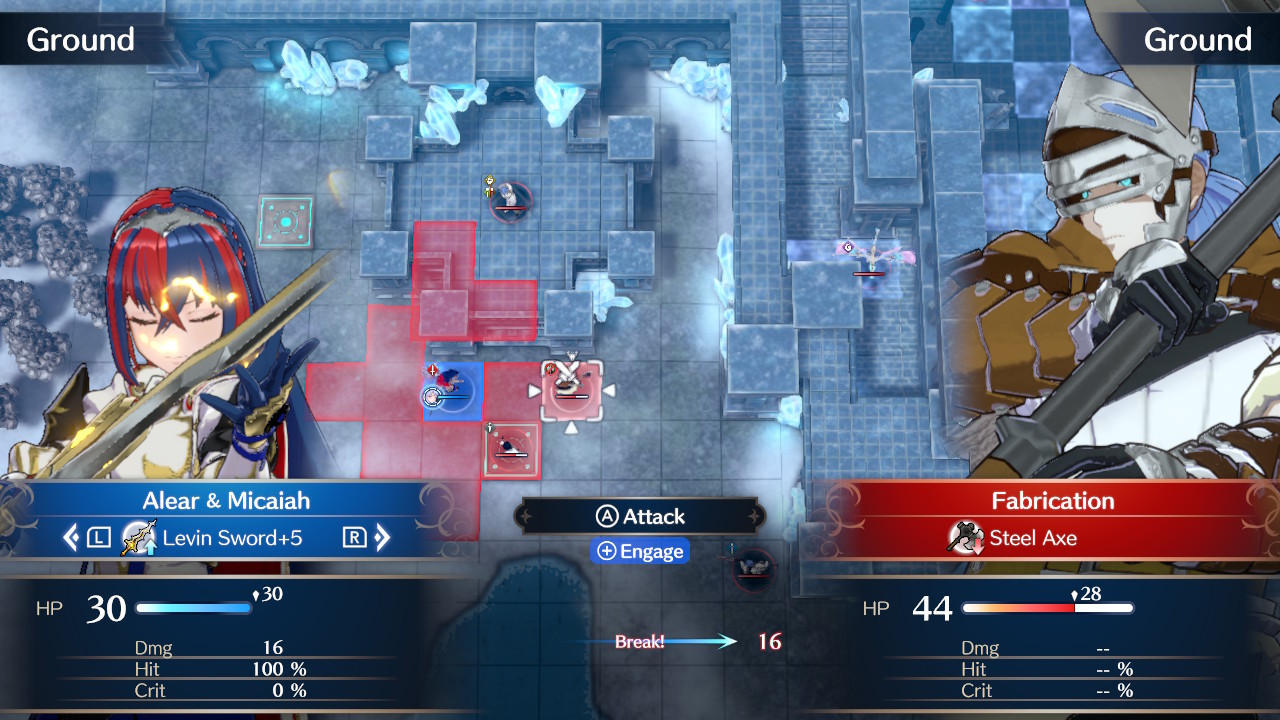 Ground
Ground
Alear & Micaiah
L Levin Sword+5 R
HP 30 30
Dmg 16
Hit 100 %
Crit 0 %
A Attack
+ Engage
Break! 16
Fabrication
Steel Axe
HP 44 28
Dmg --
Hit -- %
Crit -- %